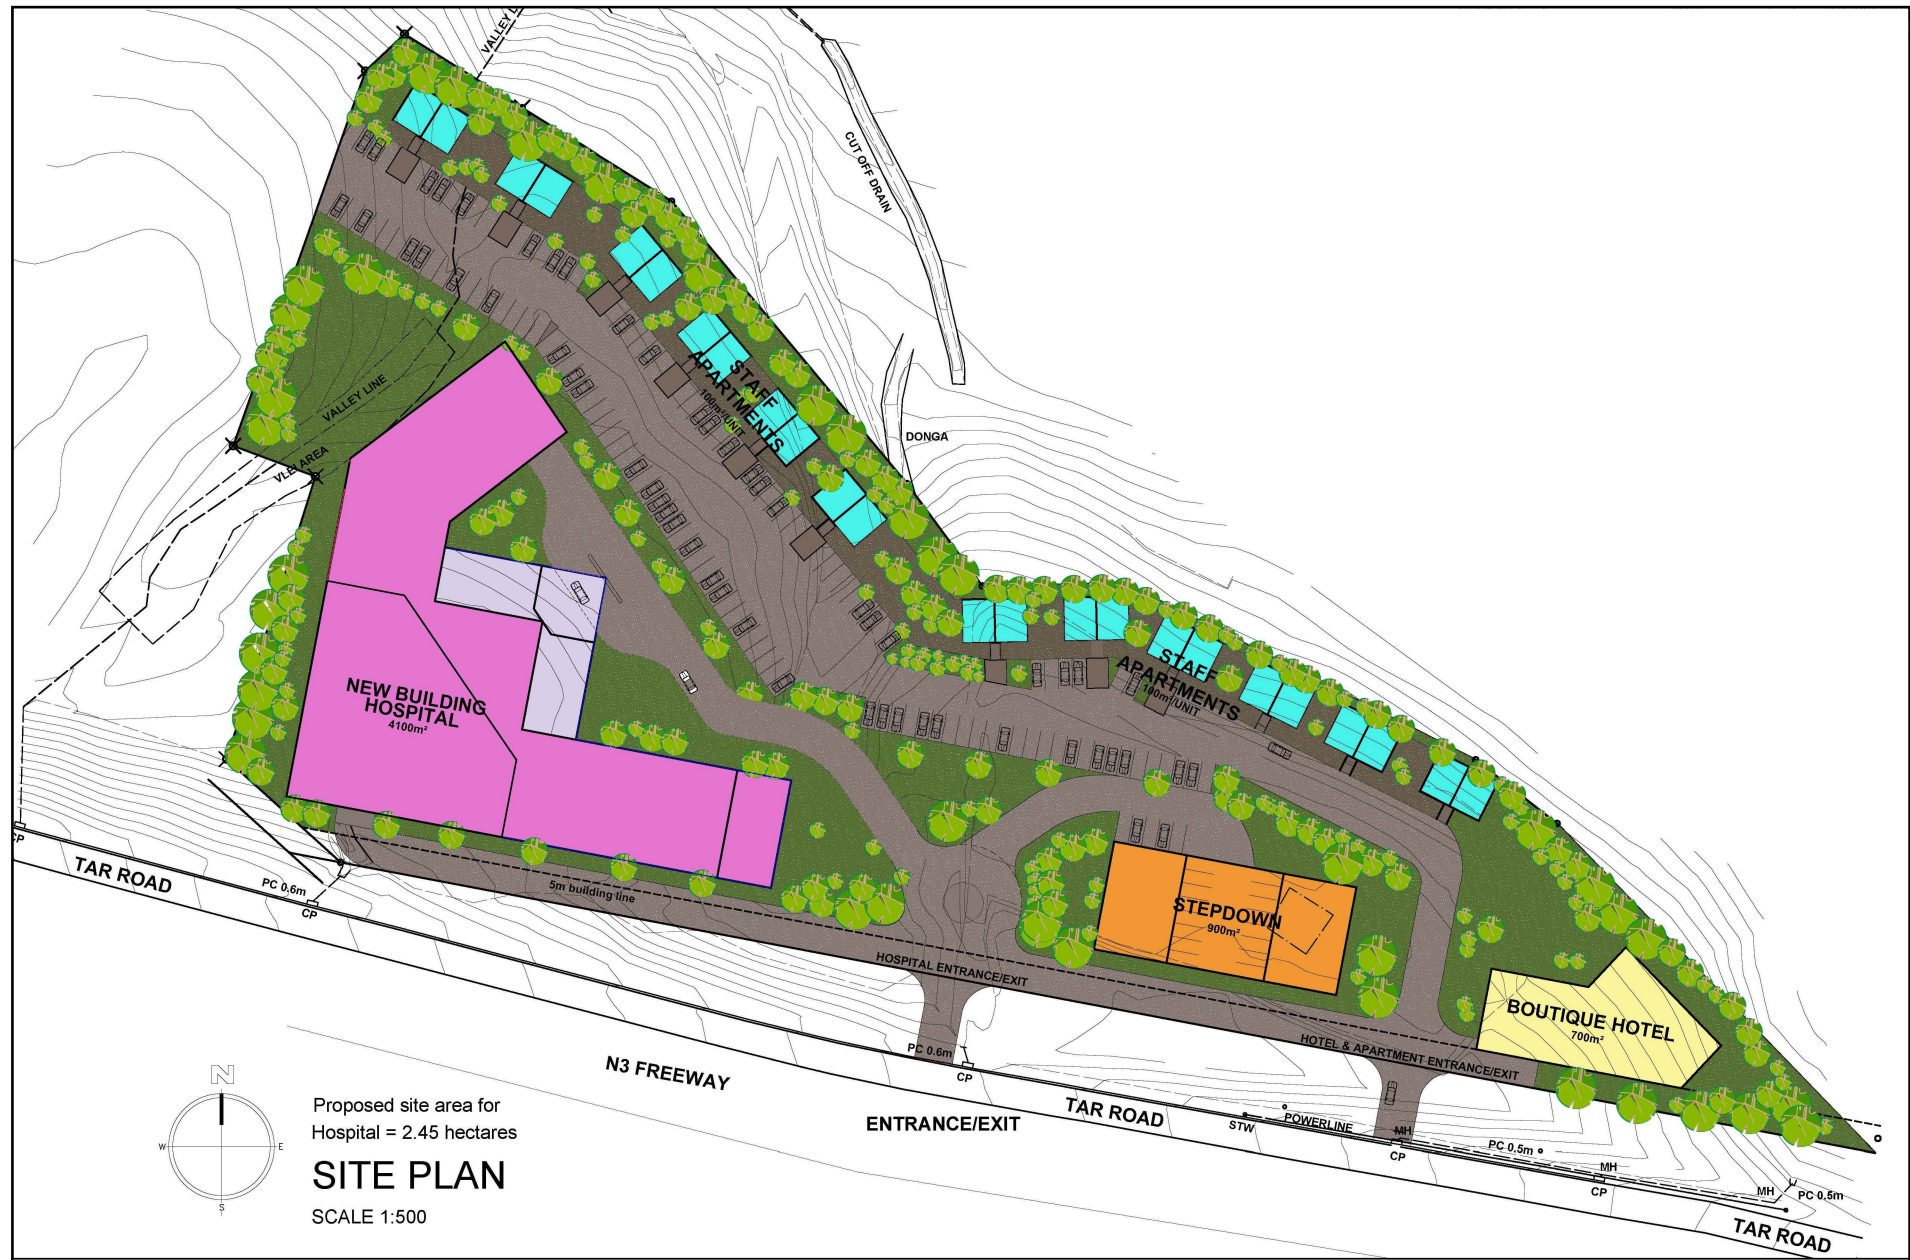 VALLEY L
CUT OFF DRAIN
DONGA
STAFF
APARTMENTS
100m²/UNIT
VALLEY LINE
VLEI AREA
STAFF
APARTMENTS
100m²/UNIT
NEW BUILDING
HOSPITAL
4100m²
CP
TAR ROAD
PC 0,6m
CP
5m building line
STEPDOWN
900m²
HOSPITAL ENTRANCE/EXIT
BOUTIQUE HOTEL
700m²
HOTEL & APARTMENT ENTRANCE/EXIT
PC 0.6m
CP
N3 FREEWAY
ENTRANCE/EXIT
TAR ROAD
STW
POWERLINE
MH
CP
PC 0.5m
MH
CP
MH
PC 0,5m
TAR ROAD
N
W
E
S
Proposed site area for
Hospital = 2.45 hectares
SITE PLAN
SCALE 1:500